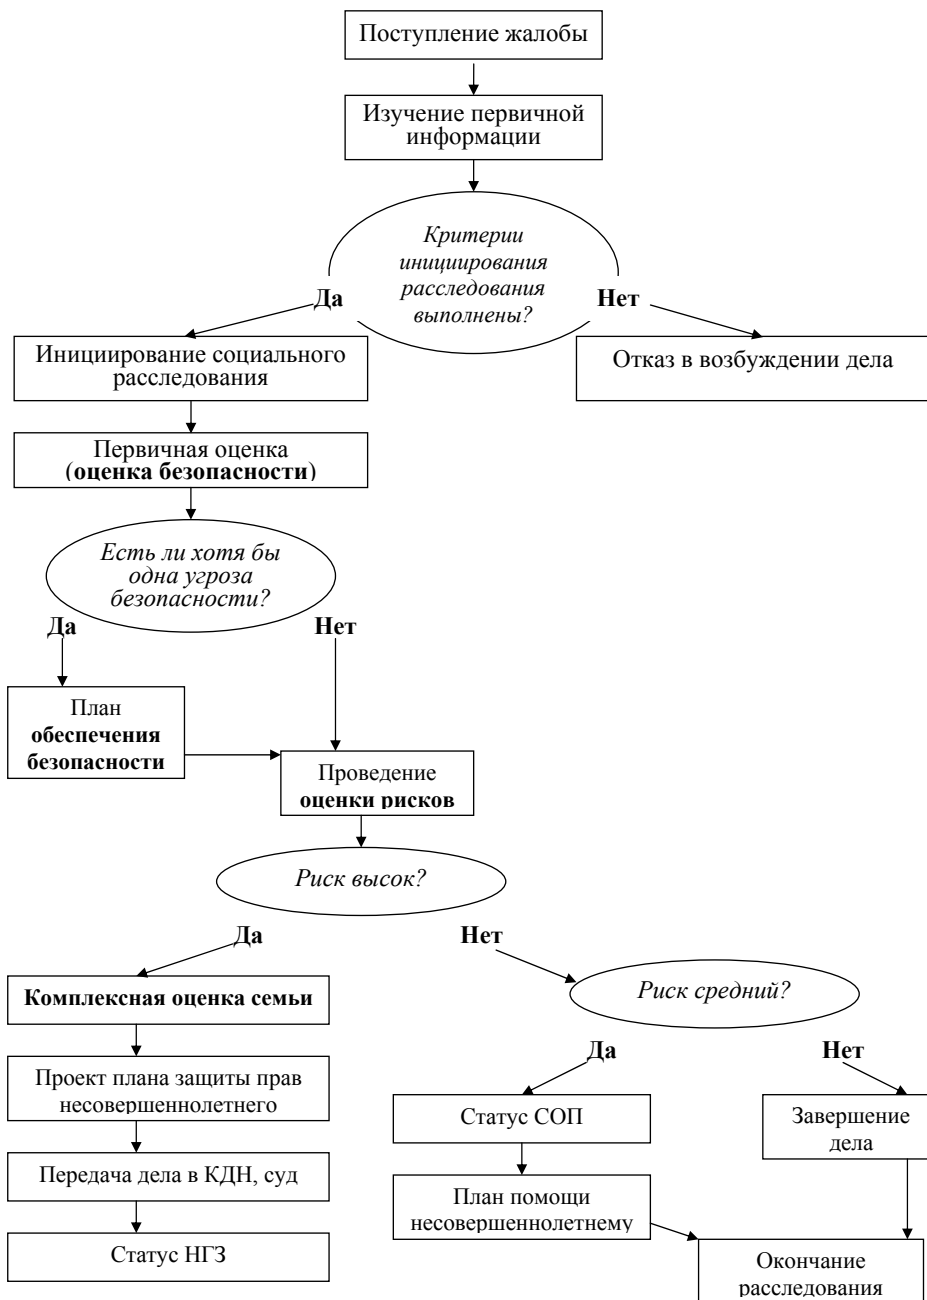 Поступление жалобы
Изучение первичной
информации
Критерии
инициирования
расследования
выполнены?
Да
Нет
Инициирование социального
расследования
Отказ в возбуждении дела
Первичная оценка
(оценка безопасности)
Есть ли хотя бы
одна угроза
безопасности?
Да
Нет
План
обеспечения
безопасности
Проведение
оценки рисков
Риск высок?
Да
Нет
Комплексная оценка семьи
Риск средний?
Проект плана защиты прав
несовершеннолетнего
Да
Нет
Статус СОП
Завершение
дела
Передача дела в КДН, суд
План помощи
несовершеннолетнему
Статус НГЗ
Окончание
расследования